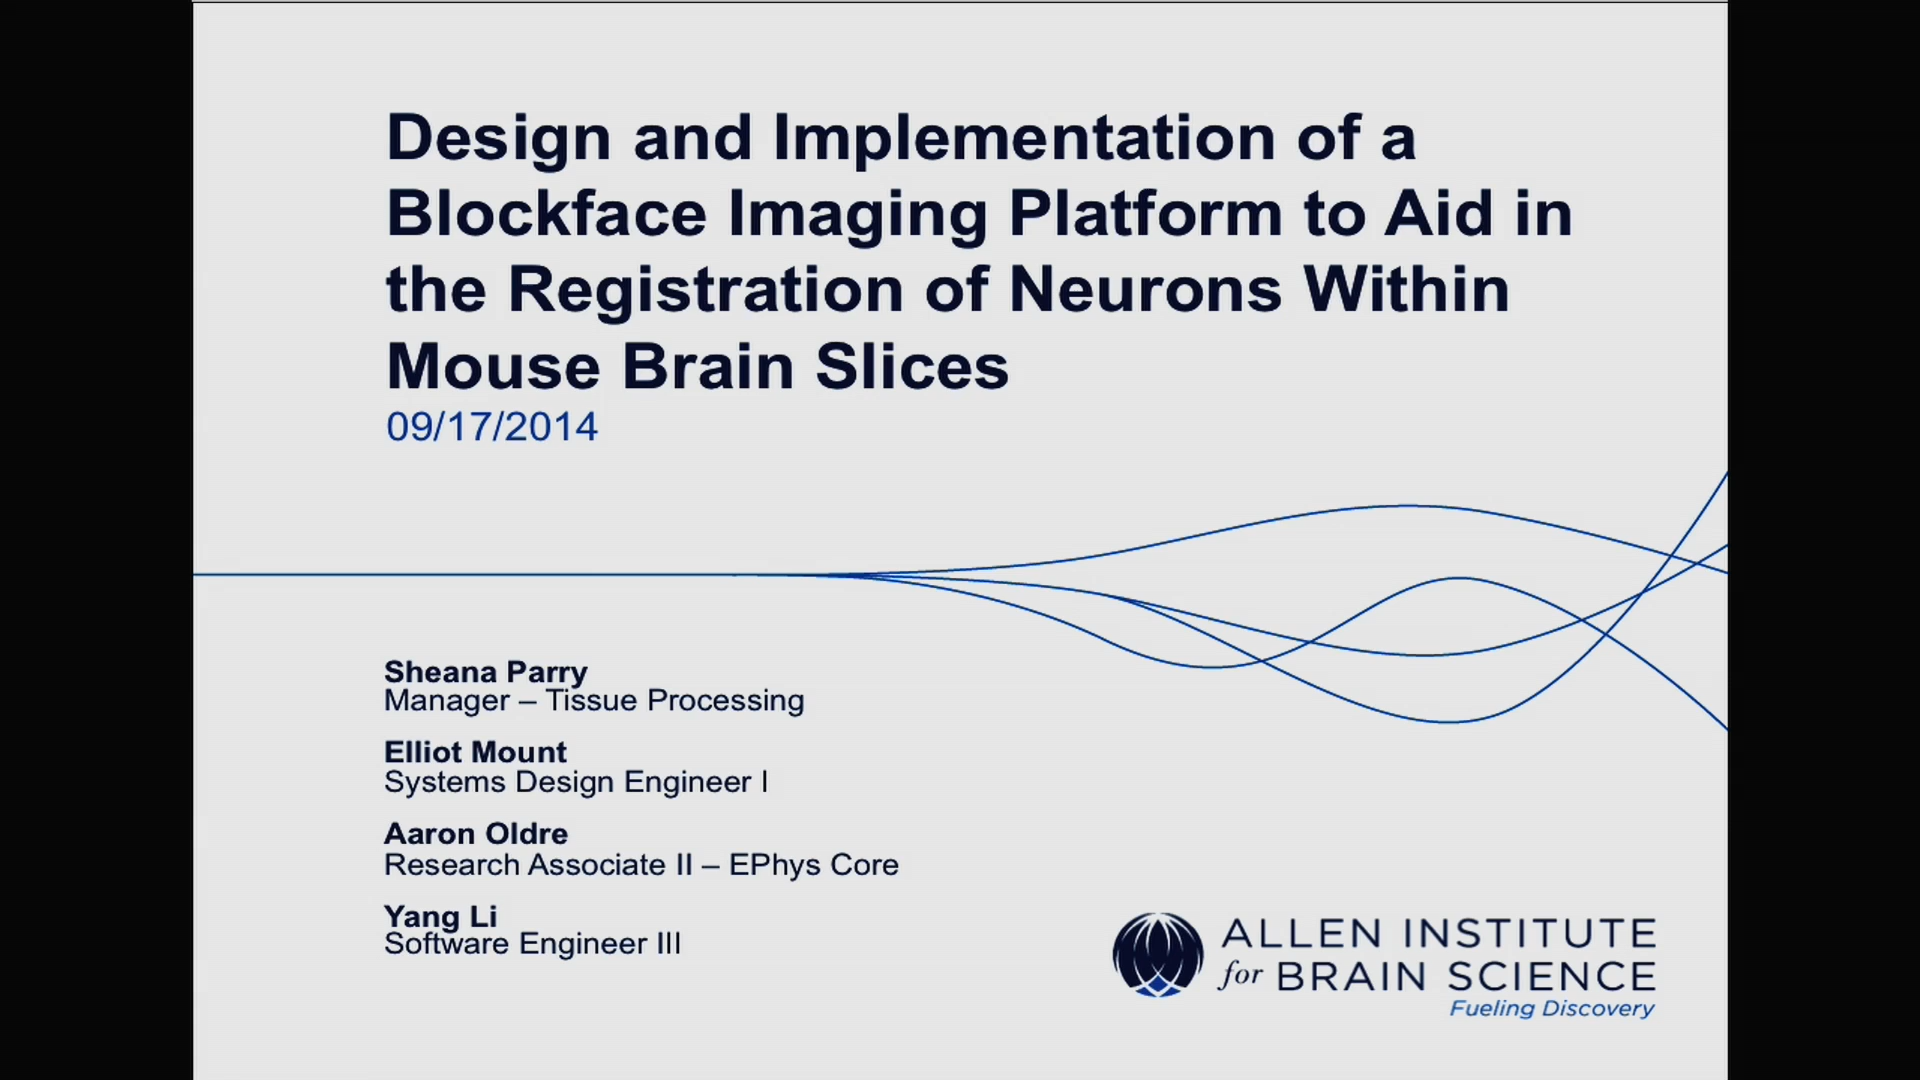 Design and Implementation of a
Blockface Imaging Platform to Aid in
the Registration of Neurons Within
Mouse Brain Slices
09/17/2014
Sheana Parry
Manager – Tissue Processing
Elliot Mount
Systems Design Engineer I
Aaron Oldre
Research Associate II – EPhys Core
Yang Li
Software Engineer III
ALLEN INSTITUTE
for BRAIN SCIENCE
Fueling Discovery